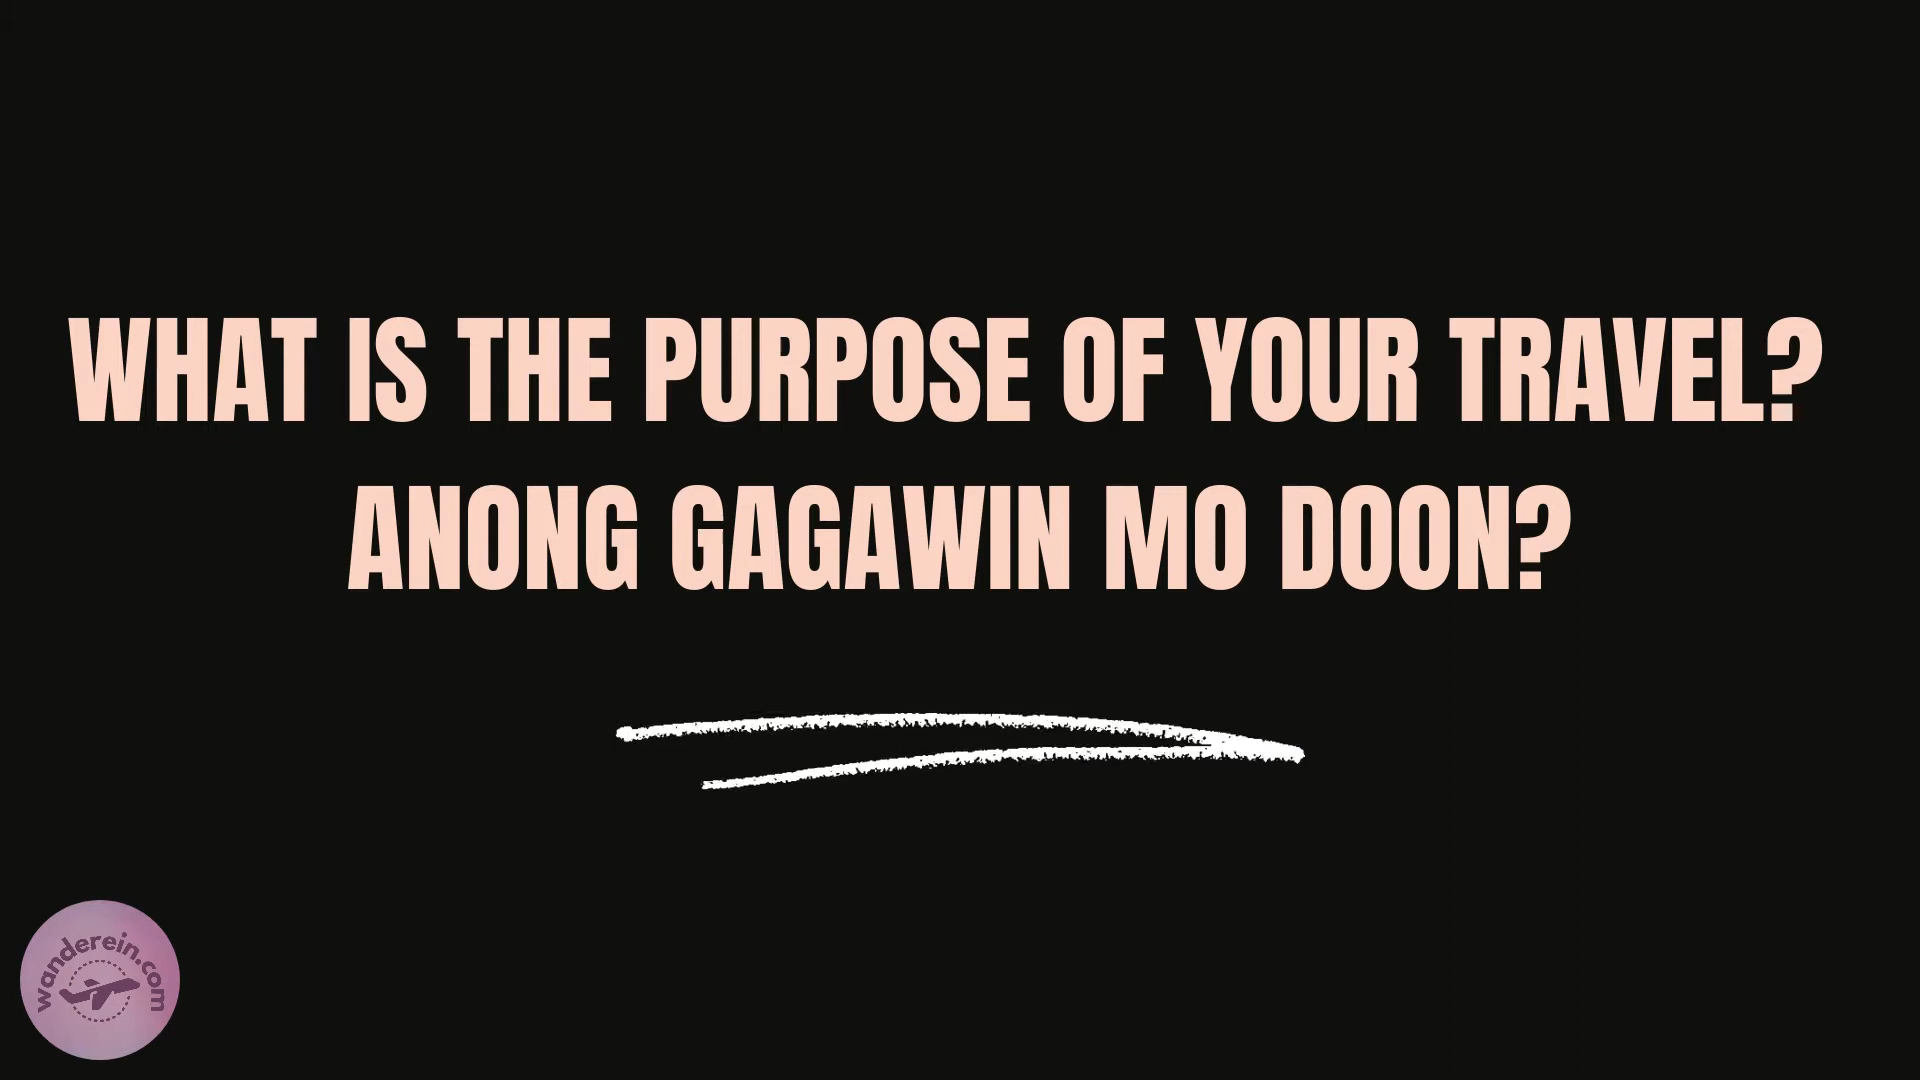 WHAT IS THE PURPOSE OF YOUR TRAVEL?
ANONG GAGAWIN MO DOON?
wanderein.com